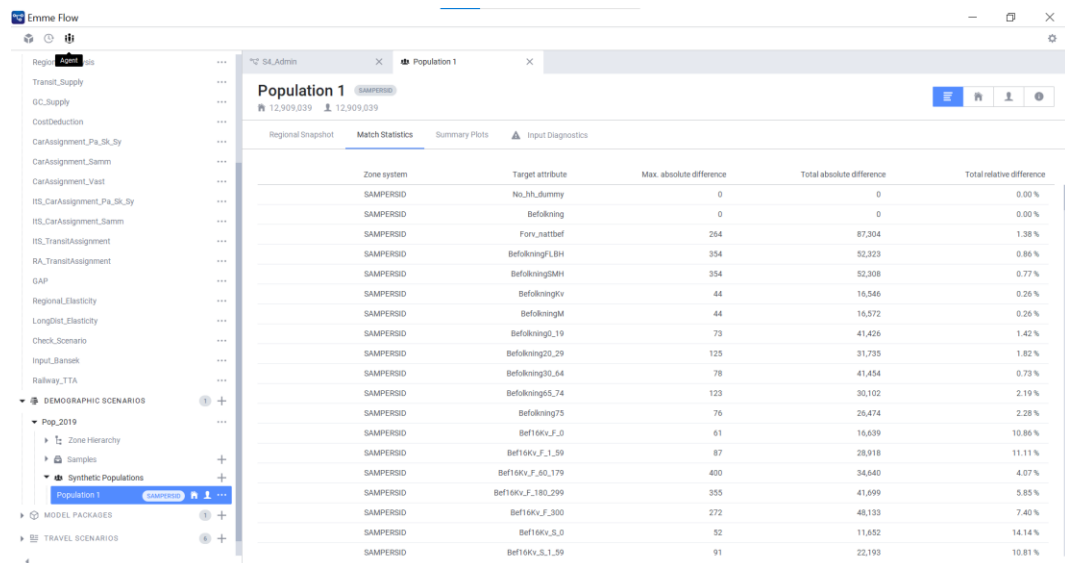 Emme Flow
Agent
Transit_Supply
GC_Supply
CostDeduction
CarAssignment_Pa_Sk_Sy
CarAssignment_Samm
CarAssignment_Vast
ItS_CarAssignment_Pa_Sk_Sy
ItS_CarAssignment_Samm
ItS_TransitAssignment
RA_TransitAssignment
GAP
Regional_Elasticity
LongDist_Elasticity
Check_Scenario
Input_Bansek
Railway_TTA
DEMOGRAPHIC SCENARIOS 1
Pop_2019
Zone Hierarchy
Samples
Synthetic Populations
Population 1 SAMPERSID
MODEL PACKAGES 1
TRAVEL SCENARIOS 6
S4_Admin Population 1
Population 1 SAMPERSID
12,909,039 12,909,039
Regional Snapshot Match Statistics Summary Plots Input Diagnostics
Zone system Target attribute Max. absolute difference Total absolute difference Total relative difference
SAMPERSID No_hh_dummy 0 0 0.00 %
SAMPERSID Befolkning 0 0 0.00 %
SAMPERSID Forv_nattbef 264 87,304 1.38 %
SAMPERSID BefolkningFLBH 354 52,323 0.86 %
SAMPERSID BefolkningSMH 354 52,308 0.77 %
SAMPERSID BefolkningKv 44 16,546 0.26 %
SAMPERSID BefolkningM 44 16,572 0.26 %
SAMPERSID Befolkning0_19 73 41,426 1.42 %
SAMPERSID Befolkning20_29 125 31,735 1.82 %
SAMPERSID Befolkning30_64 78 41,454 0.73 %
SAMPERSID Befolkning65_74 123 30,102 2.19 %
SAMPERSID Befolkning75 76 26,474 2.28 %
SAMPERSID Bef16Kv_F_0 61 16,639 10.86 %
SAMPERSID Bef16Kv_F_1_59 87 28,918 11.11 %
SAMPERSID Bef16Kv_F_60_179 400 34,640 4.07 %
SAMPERSID Bef16Kv_F_180_299 355 41,699 5.85 %
SAMPERSID Bef16Kv_F_300 272 48,133 7.40 %
SAMPERSID Bef16Kv_S_0 52 11,652 14.14 %
SAMPERSID Bef16Kv_S_1_59 91 22,193 10.81 %